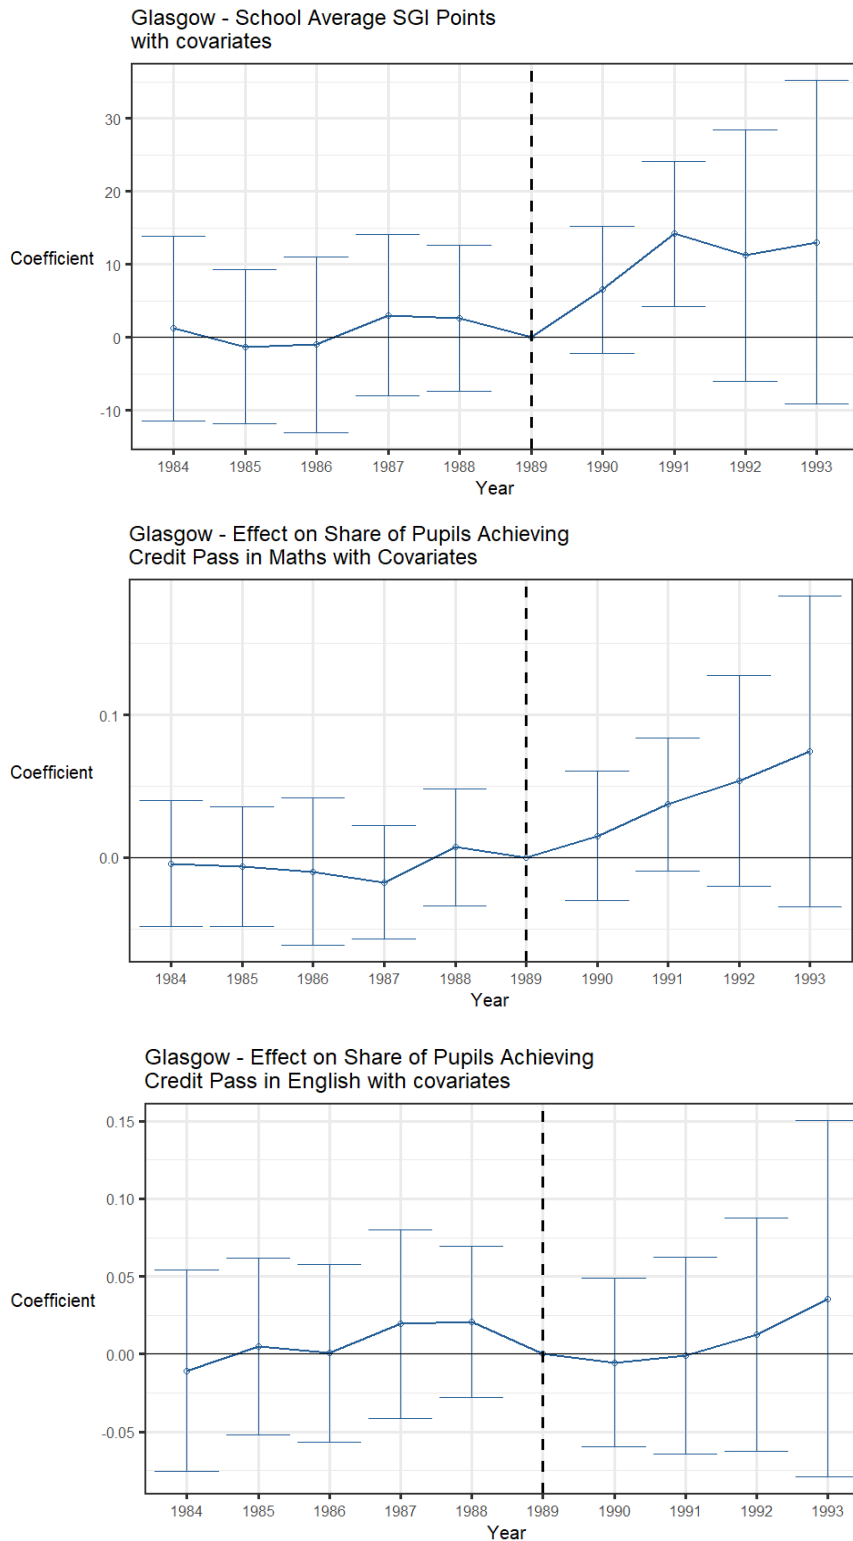 Glasgow - School Average SGI Points
with covariates
30
20
10
0
-10
Coefficient
1984 1985 1986 1987 1988 1989 1990 1991 1992 1993
Year
Glasgow - Effect on Share of Pupils Achieving
Credit Pass in Maths with Covariates
0.1
0.0
Coefficient
1984 1985 1986 1987 1988 1989 1990 1991 1992 1993
Year
Glasgow - Effect on Share of Pupils Achieving
Credit Pass in English with covariates
0.15
0.10
0.05
0.00
-0.05
Coefficient
1984 1985 1986 1987 1988 1989 1990 1991 1992 1993
Year